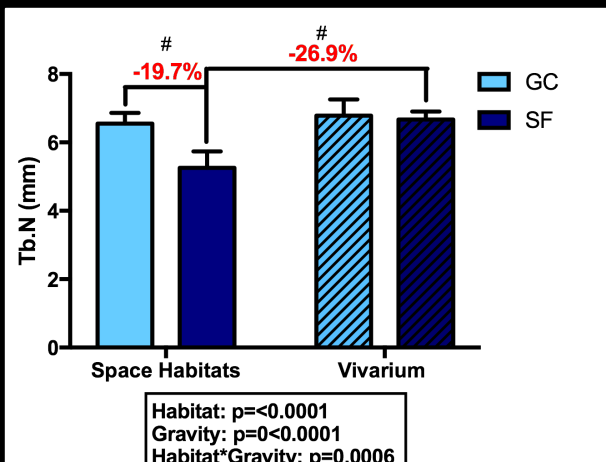 #
#
-19.7%
-26.9%
8
6
4
2
0
Tb.N (mm)
GC
SF
Space Habitats
Vivarium
Habitat: p=<0.0001
Gravity: p=0<0.0001
Habitat*Gravity: p=0.0006